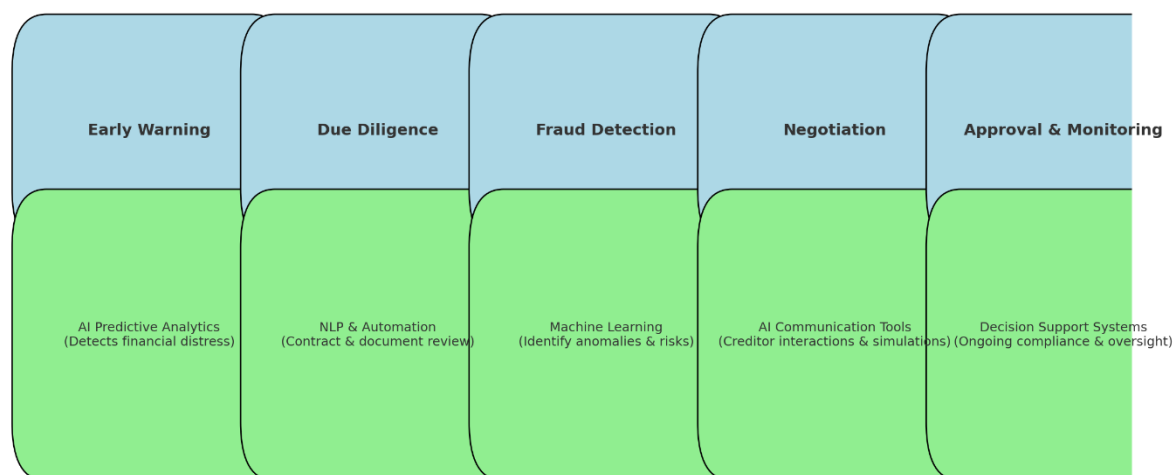 Early Warning
Due Diligence
Fraud Detection
Negotiation
Approval & Monitoring
AI Predictive Analytics
(Detects financial distress)
NLP & Automation
(Contract & document review)
Machine Learning
(Identify anomalies & risks)
AI Communication Tools
(Creditor interactions & simulations)
Decision Support Systems
(Ongoing compliance & oversight)